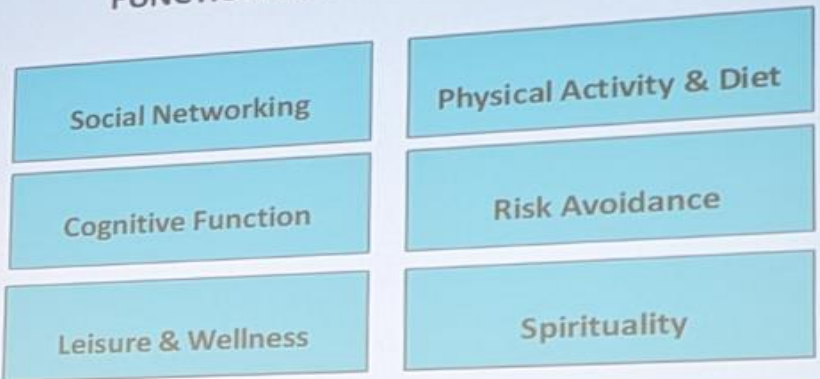 Social Networking
Physical Activity & Diet
Cognitive Function
Risk Avoidance
Leisure & Wellness
Spirituality